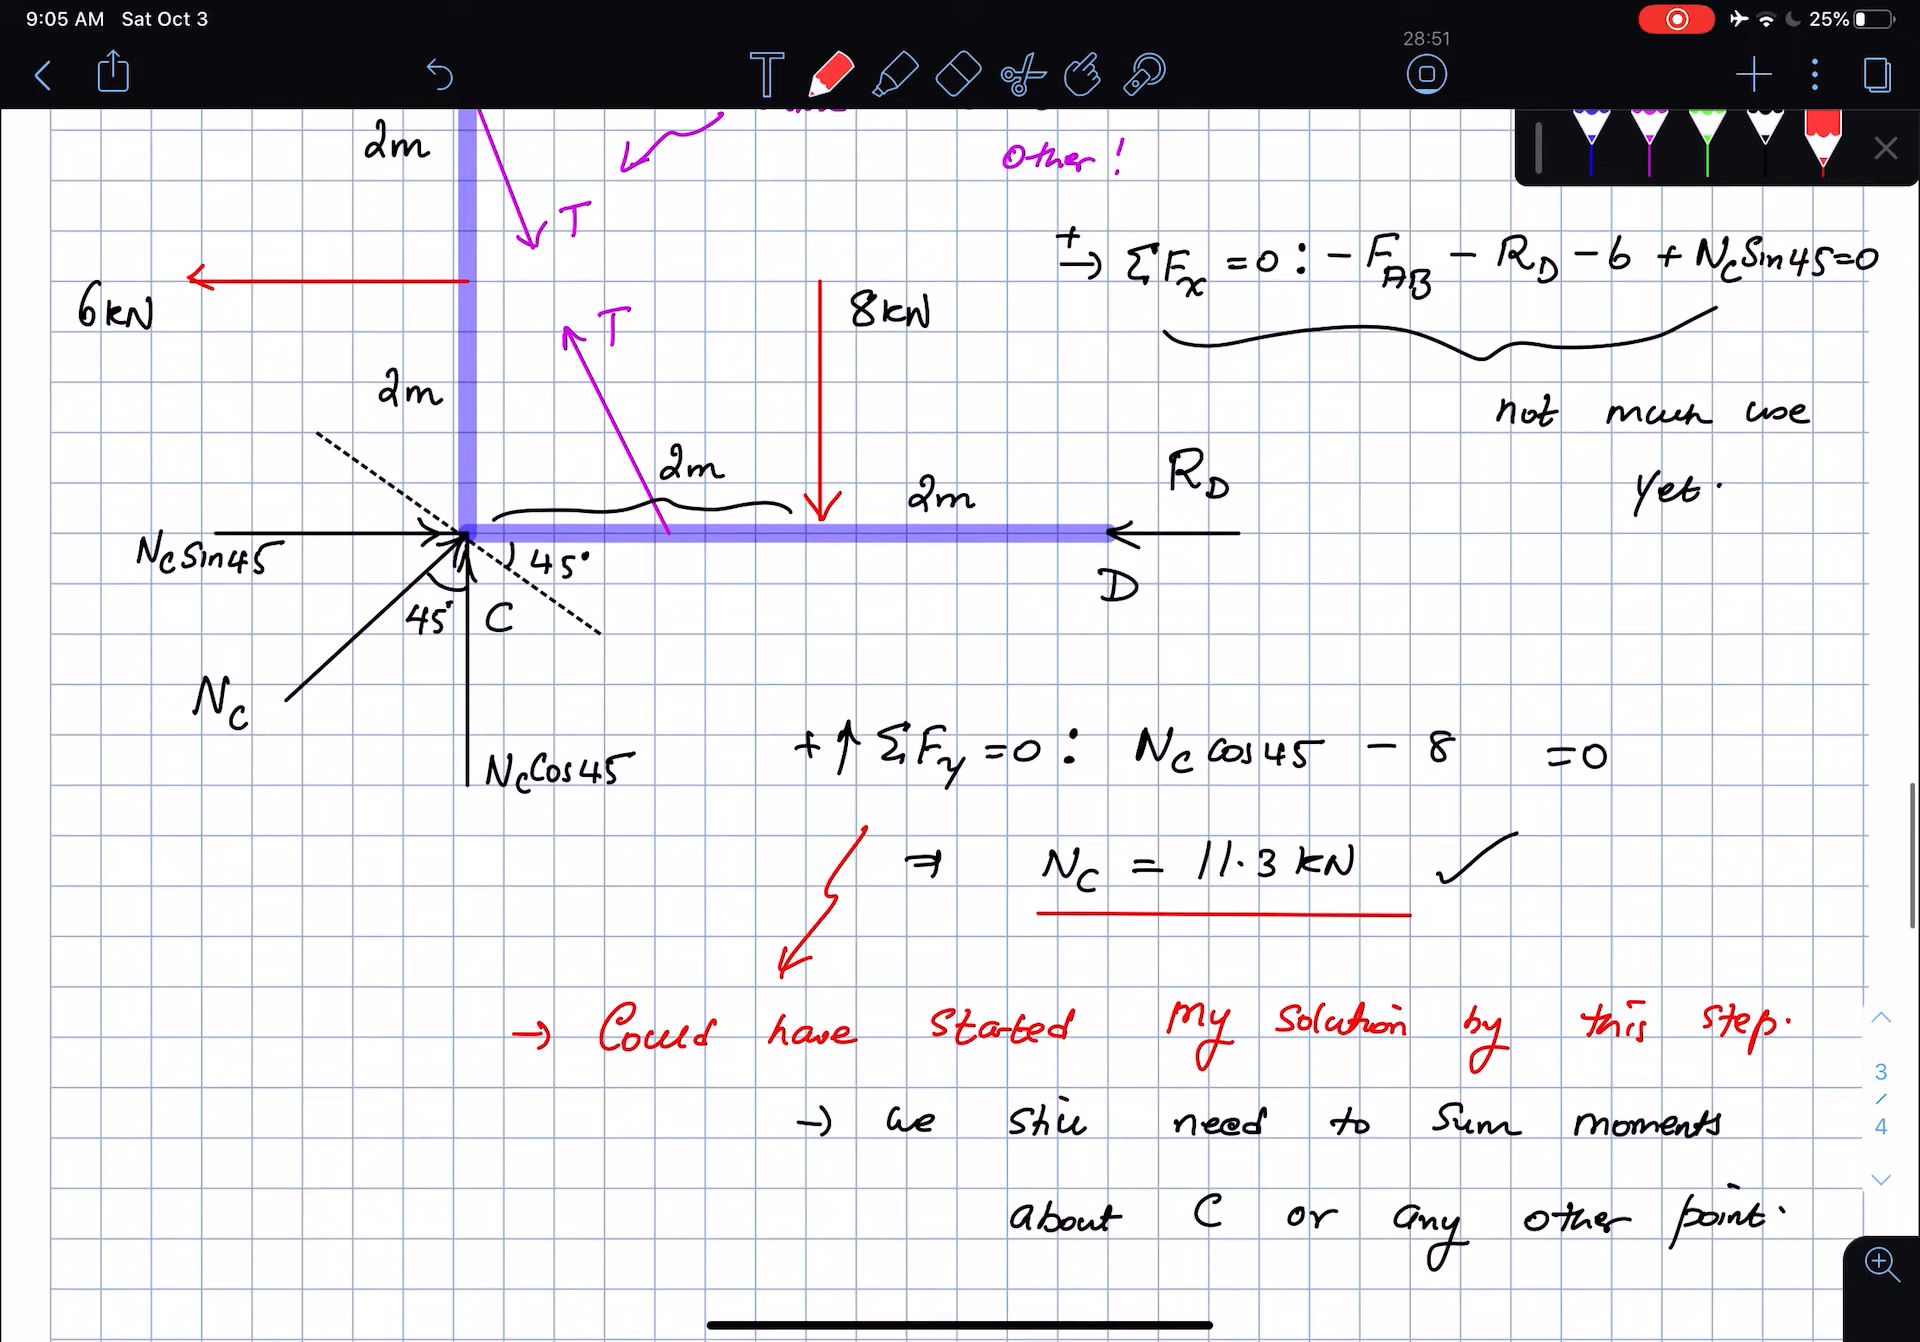 9:05 AM Sat Oct 3
25%
28:51
2m
Other!
T
+→ ΣFx =0 : - FAB - RD - 6 + Nc Sin45=0
6kN
T
8kN
2m
not much use
yet.
2m
2m
RD
Nc Sin45
45°
D
45°
C
Nc
Nc Cos45
+↑ ΣFy =0 : Nc cos45 - 8 =0
⇒ Nc = 11.3 kN ✓
→ Could have started my solution by this step.
3
/
4
→ we still need to sum moments
about C or any other point.